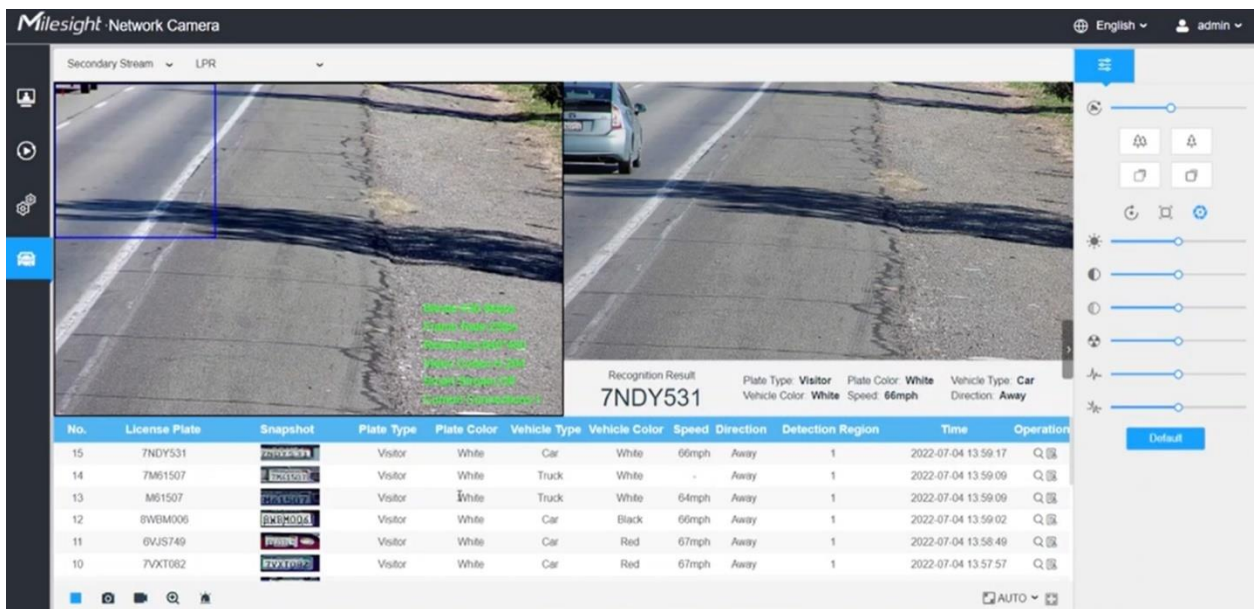 Milesight Network Camera
English
admin
Secondary Stream
LPR
Recognition Result
7NDY531
Plate Type: Visitor Plate Color: White Vehicle Type: Car
Vehicle Color: White Speed: 66mph Direction: Away
No. License Plate Snapshot Plate Type Plate Color Vehicle Type Vehicle Color Speed Direction Detection Region Time Operation
15 7NDY531 7NDY531 Visitor White Car White 66mph Away 1 2022-07-04 13:59:17
14 7M61507 7M61507 Visitor White Truck White - Away 1 2022-07-04 13:59:09
13 M61507 Visitor White Truck White 64mph Away 1 2022-07-04 13:59:09
12 8WBM006 8WBM006 Visitor White Car Black 66mph Away 1 2022-07-04 13:59:02
11 6VJS749 Visitor White Car Red 67mph Away 1 2022-07-04 13:58:49
10 7VXT082 7VXT082 Visitor White Car Red 67mph Away 1 2022-07-04 13:57:57
Default
AUTO